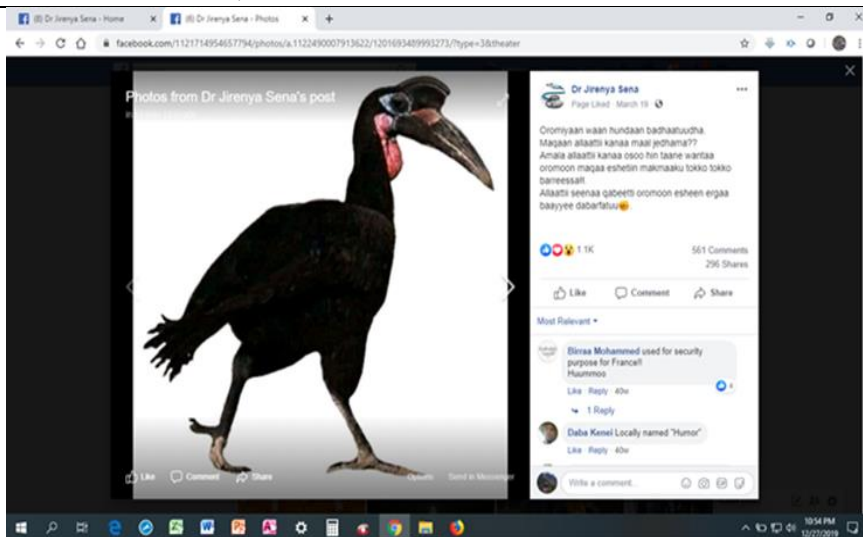 (8) Dr Jirenya Sena - Home
(8) Dr Jirenya Sena - Photos
facebook.com/1121714954657794/photos/a.1122490007913622/1201693489993273/?type=3&theater
Photos from Dr Jirenya Sena's post
Like Comment Share
Options Send in Messenger
Dr Jirenya Sena
Page Liked · March 19
Oromiyaan waan hundaan badhaatuudha.
Maqaan allaattii kanaa maal jedhama??
Amala allaattii kanaa osoo hin taane wantaa
oromoon maqaa eshetiin makmaaku tokko tokko
barreessa!!
Allaattii seenaa qabeetti oromoon esheen ergaa
baayyee dabarfatuu
1.1K
561 Comments
296 Shares
Like Comment Share
Most Relevant
Birraa Mohammed used for security
purpose for France!!
Huummos
Like · Reply · 40w
4
1 Reply
Daba Kenei Locally named "Humor"
Like · Reply · 40w
Write a comment...
10:54 PM
12/27/2019